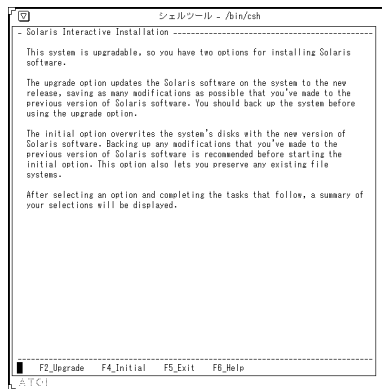 シェルツール - /bin/csh
- Solaris Interactive Installation --------------------------------------------
This system is upgradable, so you have two options for installing Solaris
software.
The upgrade option updates the Solaris software on the system to the new
release, saving as many modifications as possible that you've made to the
previous version of Solaris software. You should back up the system before
using the upgrade option.
The initial option overwrites the system's disks with the new version of
Solaris software. Backing up any modifications that you've made to the
previous version of Solaris software is recommended before starting the
initial option. This option also lets you preserve any existing file
systems.
After selecting an option and completing the tasks that follow, a summary of
your selections will be displayed.
--------------------------------------------------------------------------------
F2_Upgrade F4_Initial F5_Exit F6_Help